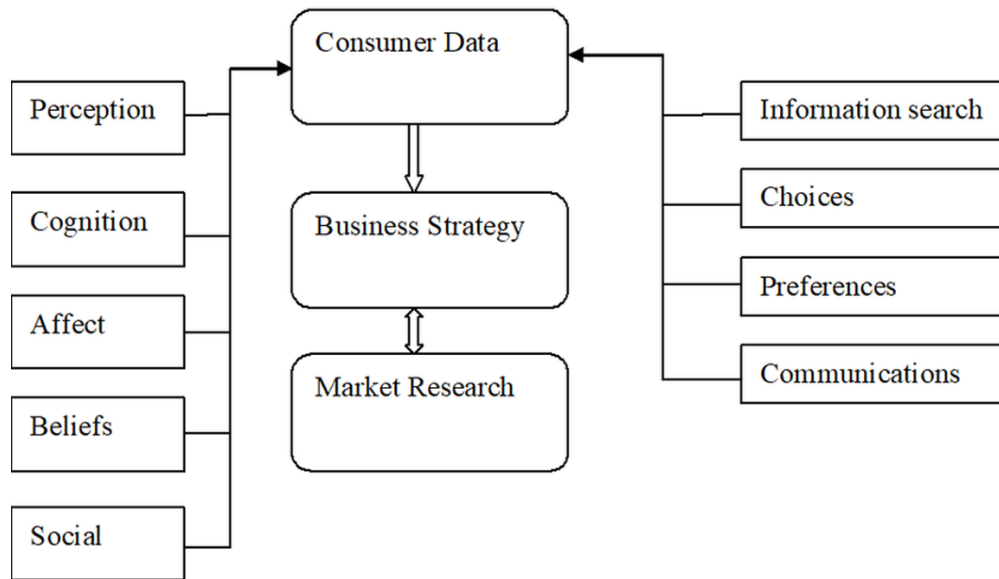 Consumer Data
Perception
Cognition
Affect
Beliefs
Social
Business Strategy
Market Research
Information search
Choices
Preferences
Communications